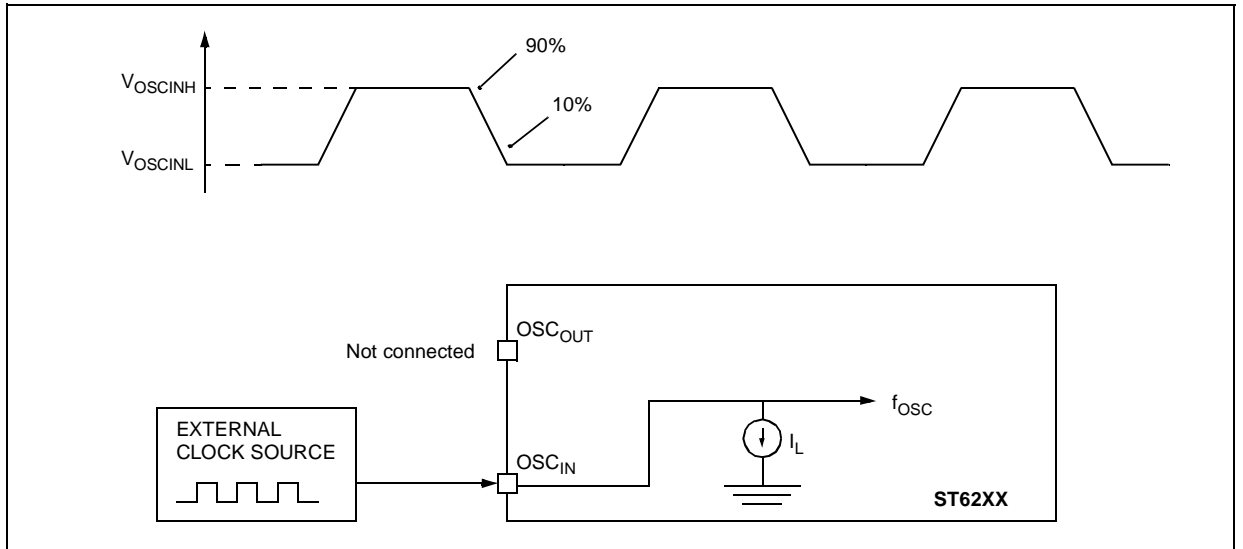 90%
V_OSCINH
10%
V_OSCINL
OSC_OUT
Not connected
f_OSC
EXTERNAL
CLOCK SOURCE
I_L
OSC_IN
ST62XX